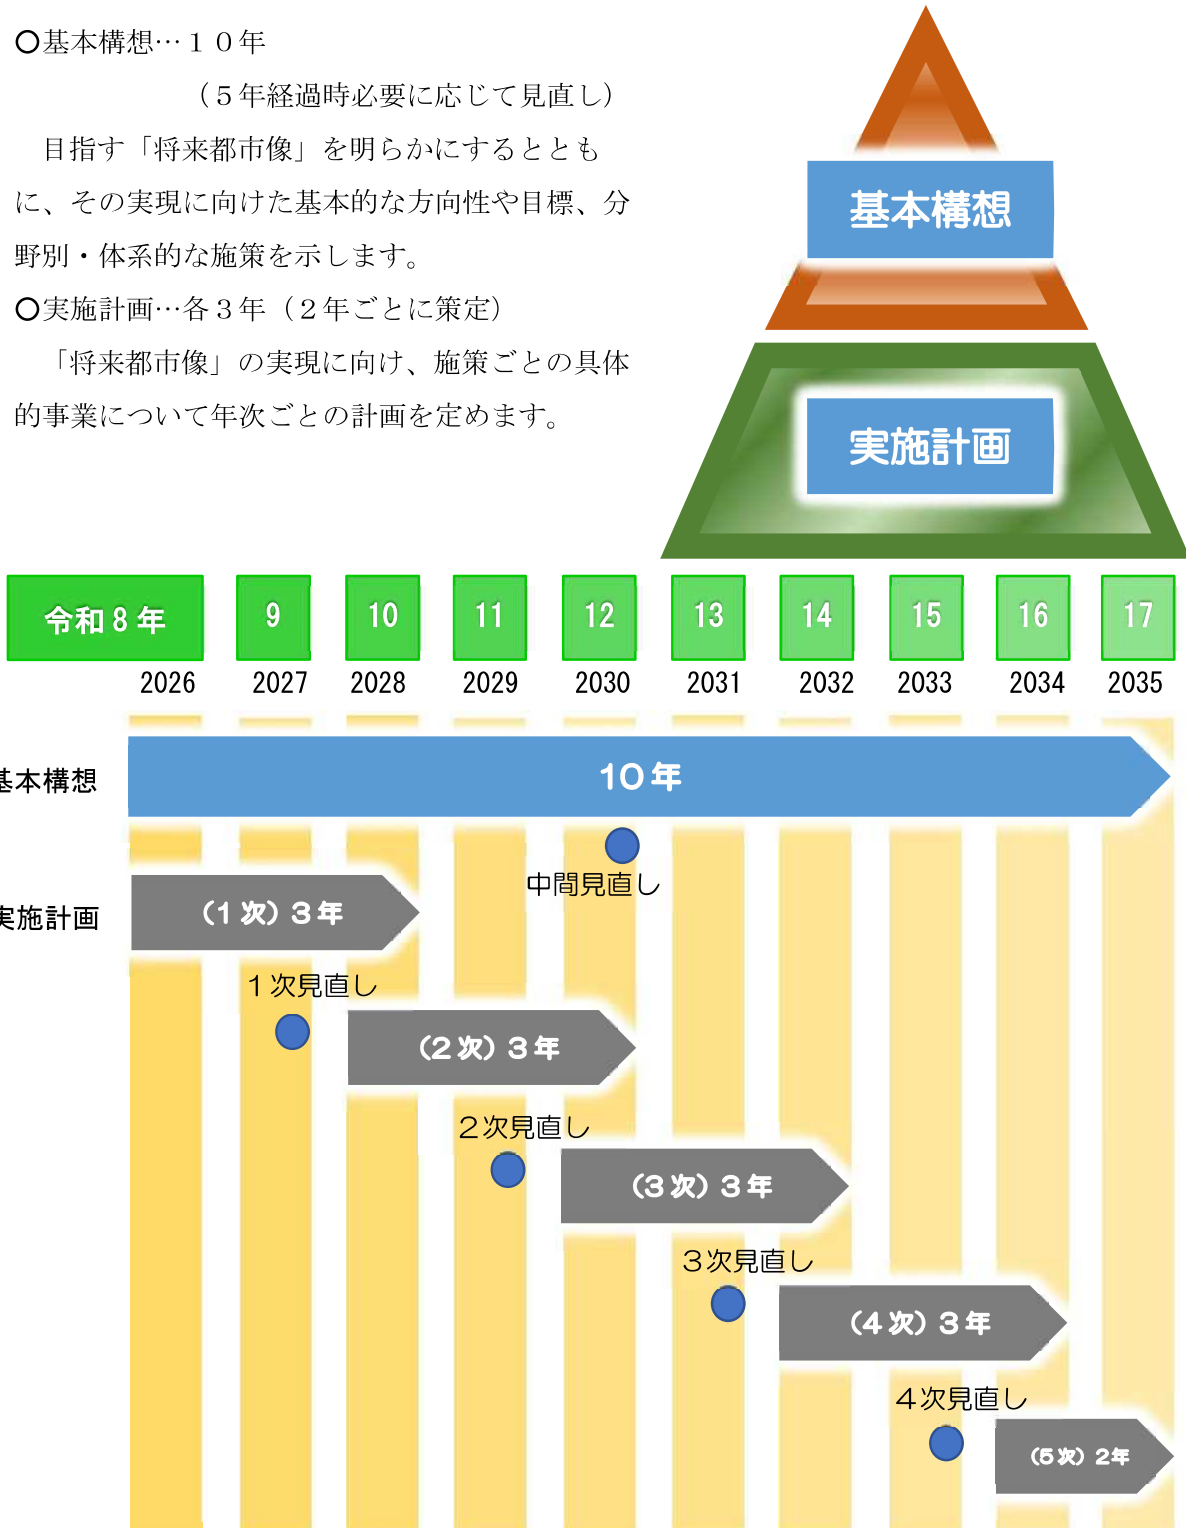 〇基本構想…１０年
（５年経過時必要に応じて見直し）
目指す「将来都市像」を明らかにするととも
に、その実現に向けた基本的な方向性や目標、分
野別・体系的な施策を示します。
〇実施計画…各３年（２年ごとに策定）
「将来都市像」の実現に向け、施策ごとの具体
的事業について年次ごとの計画を定めます。
基本構想
実施計画
令和８年 9 10 11 12 13 14 15 16 17
2026 2027 2028 2029 2030 2031 2032 2033 2034 2035
基本構想 10年
中間見直し
実施計画 （1次）3年
１次見直し
（2次）3年
２次見直し
（3次）3年
３次見直し
（4次）3年
４次見直し
（5次）2年